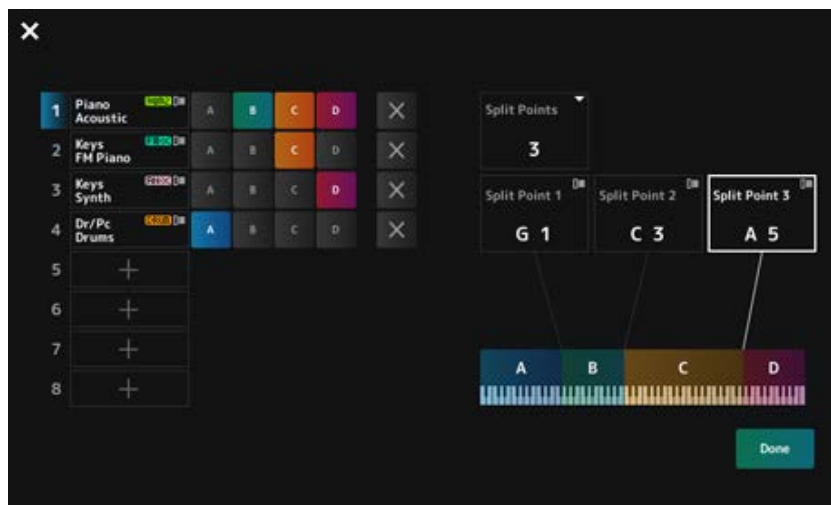 1 Piano Acoustic AWM2 A B C D
2 Keys FM Piano A B C D
3 Keys Synth A B C D
4 Dr/Pc Drums A B C D
5
6
7
8
Split Points
3
Split Point 1 Split Point 2 Split Point 3
G 1 C 3 A 5
A B C D
Done